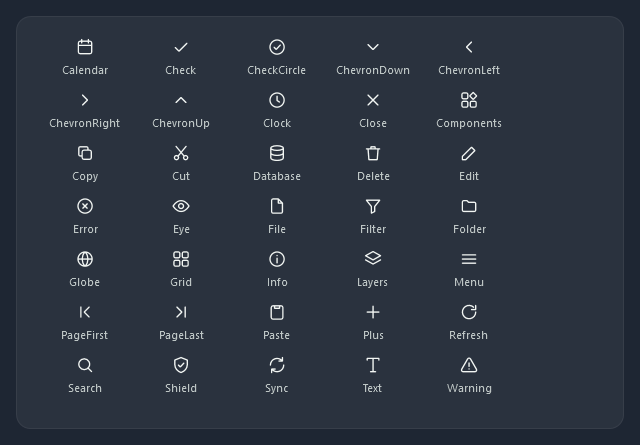 Calendar Check CheckCircle ChevronDown ChevronLeft
ChevronRight ChevronUp Clock Close Components
Copy Cut Database Delete Edit
Error Eye File Filter Folder
Globe Grid Info Layers Menu
PageFirst PageLast Paste Plus Refresh
Search Shield Sync Text Warning